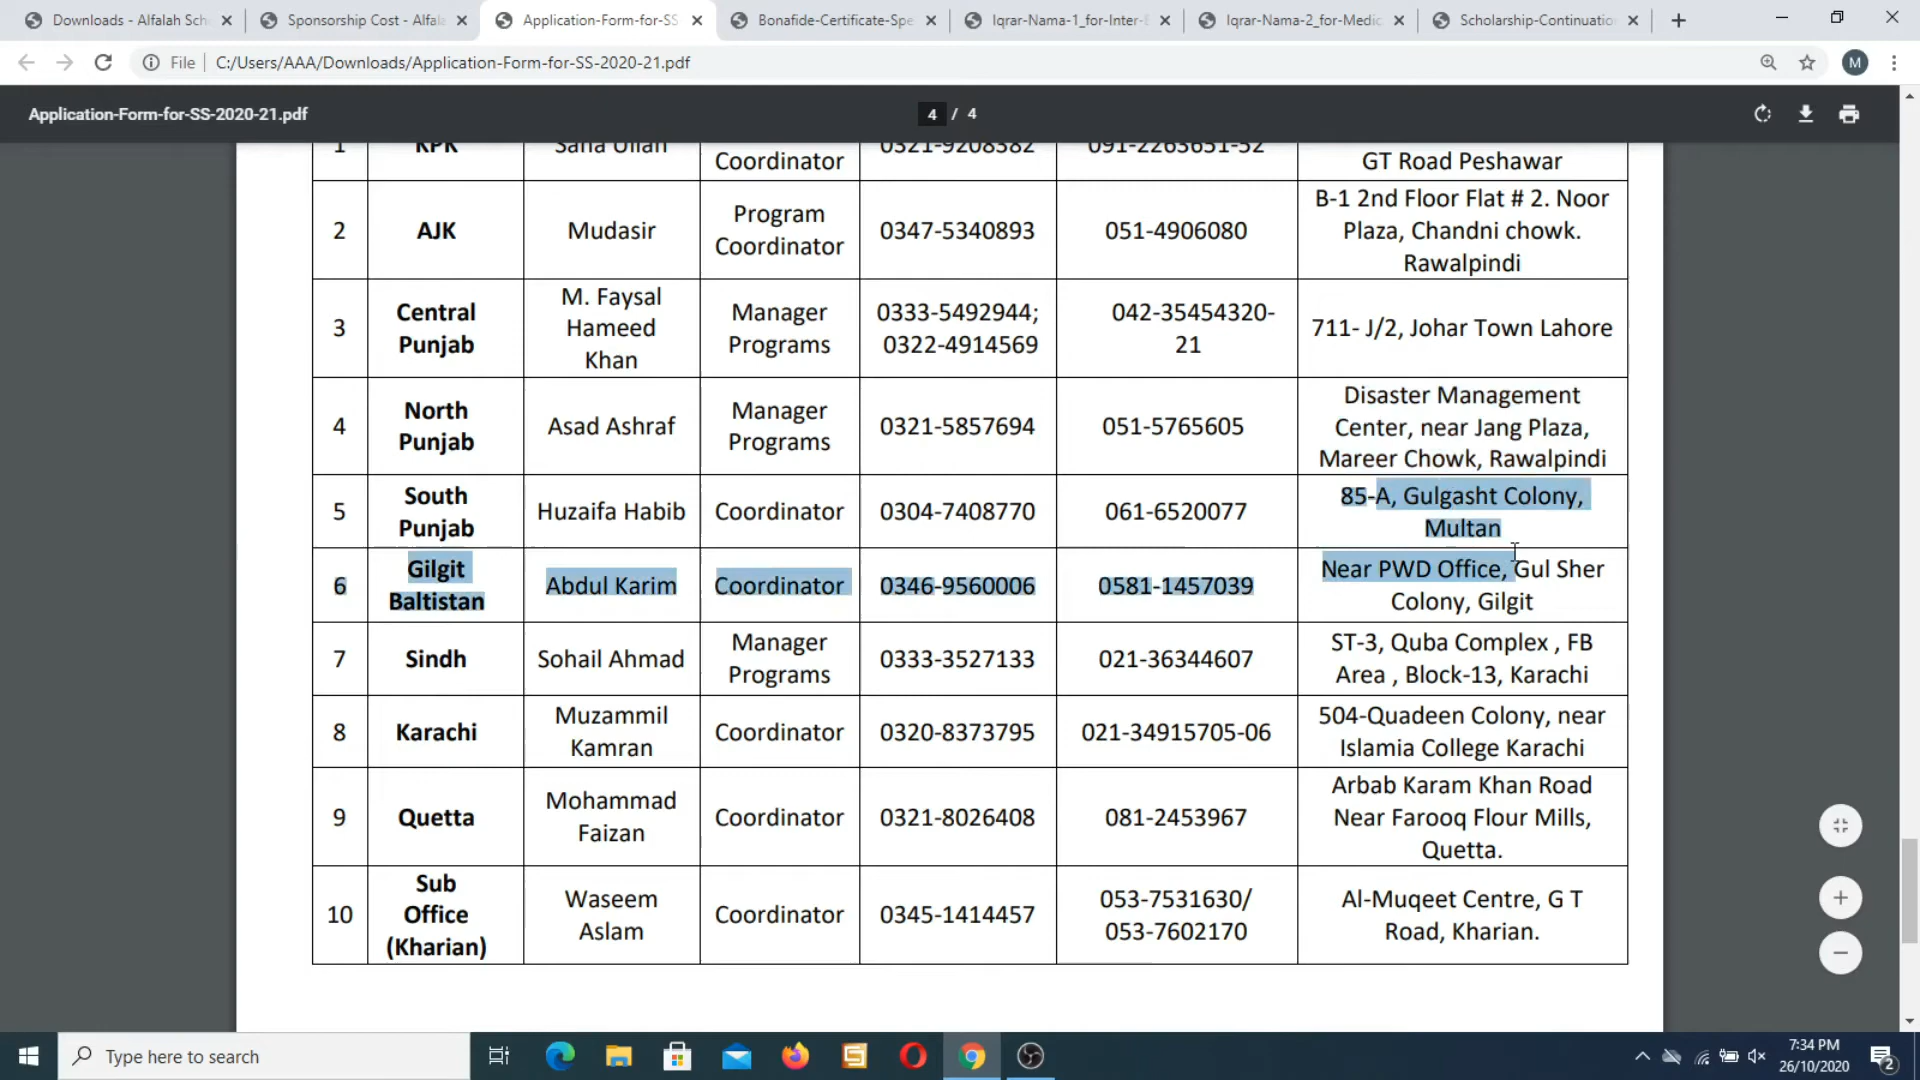 Downloads - Alfalah Sch
Sponsorship Cost - Alfal
Application-Form-for-SS
Bonafide-Certificate-Spe
Iqrar-Nama-1_for-Inter-
Iqrar-Nama-2_for-Medic
Scholarship-Continuatio
File
C:/Users/AAA/Downloads/Application-Form-for-SS-2020-21.pdf
M
Application-Form-for-SS-2020-21.pdf
4 / 4
1
KPK
Sana Ullah
Coordinator
0321-9208382
091-2263651-52
GT Road Peshawar
2
AJK
Mudasir
Program
Coordinator
0347-5340893
051-4906080
B-1 2nd Floor Flat # 2. Noor
Plaza, Chandni chowk.
Rawalpindi
3
Central
Punjab
M. Faysal
Hameed
Khan
Manager
Programs
0333-5492944;
0322-4914569
042-35454320-
21
711- J/2, Johar Town Lahore
4
North
Punjab
Asad Ashraf
Manager
Programs
0321-5857694
051-5765605
Disaster Management
Center, near Jang Plaza,
Mareer Chowk, Rawalpindi
5
South
Punjab
Huzaifa Habib
Coordinator
0304-7408770
061-6520077
85-A, Gulgasht Colony,
Multan
6
Gilgit
Baltistan
Abdul Karim
Coordinator
0346-9560006
0581-1457039
Near PWD Office, Gul Sher
Colony, Gilgit
7
Sindh
Sohail Ahmad
Manager
Programs
0333-3527133
021-36344607
ST-3, Quba Complex , FB
Area , Block-13, Karachi
8
Karachi
Muzammil
Kamran
Coordinator
0320-8373795
021-34915705-06
504-Quadeen Colony, near
Islamia College Karachi
9
Quetta
Mohammad
Faizan
Coordinator
0321-8026408
081-2453967
Arbab Karam Khan Road
Near Farooq Flour Mills,
Quetta.
10
Sub
Office
(Kharian)
Waseem
Aslam
Coordinator
0345-1414457
053-7531630/
053-7602170
Al-Muqeet Centre, G T
Road, Kharian.
Type here to search
7:34 PM
26/10/2020
2